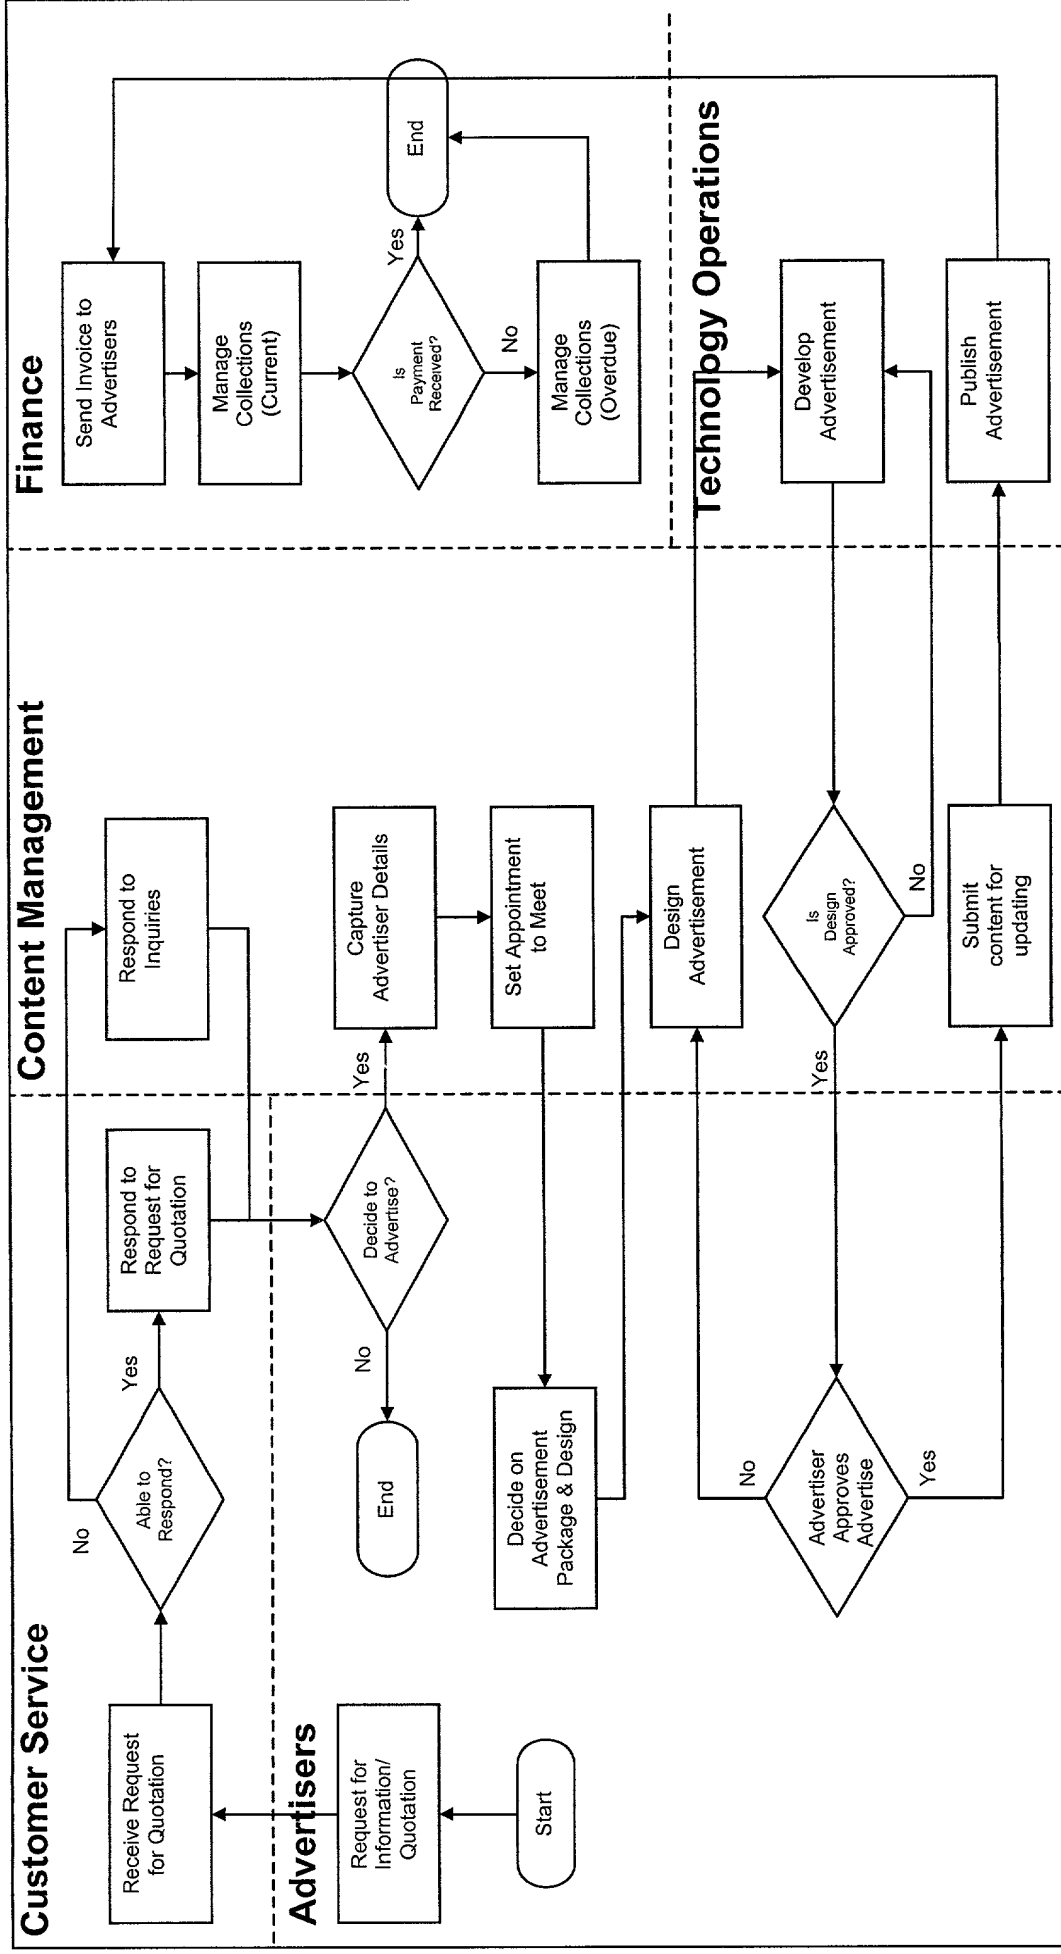 Customer Service
Receive Request
for Quotation
Able to
Respond?
No
Yes
Respond to
Request for
Quotation
Advertisers
Request for
Information/
Quotation
Start
Decide to
Advertise?
No
Yes
End
Decide on
Advertisement
Package & Design
Advertiser
Approves
Advertise
No
Yes
Content Management
Respond to
Inquiries
Capture
Advertiser Details
Set Appointment
to Meet
Design
Advertisement
Is
Design
Approved?
Yes
No
Submit
content for
updating
Finance
Send Invoice to
Advertisers
Manage
Collections
(Current)
Is
Payment
Received?
Yes
No
End
Manage
Collections
(Overdue)
Technology Operations
Develop
Advertisement
Publish
Advertisement